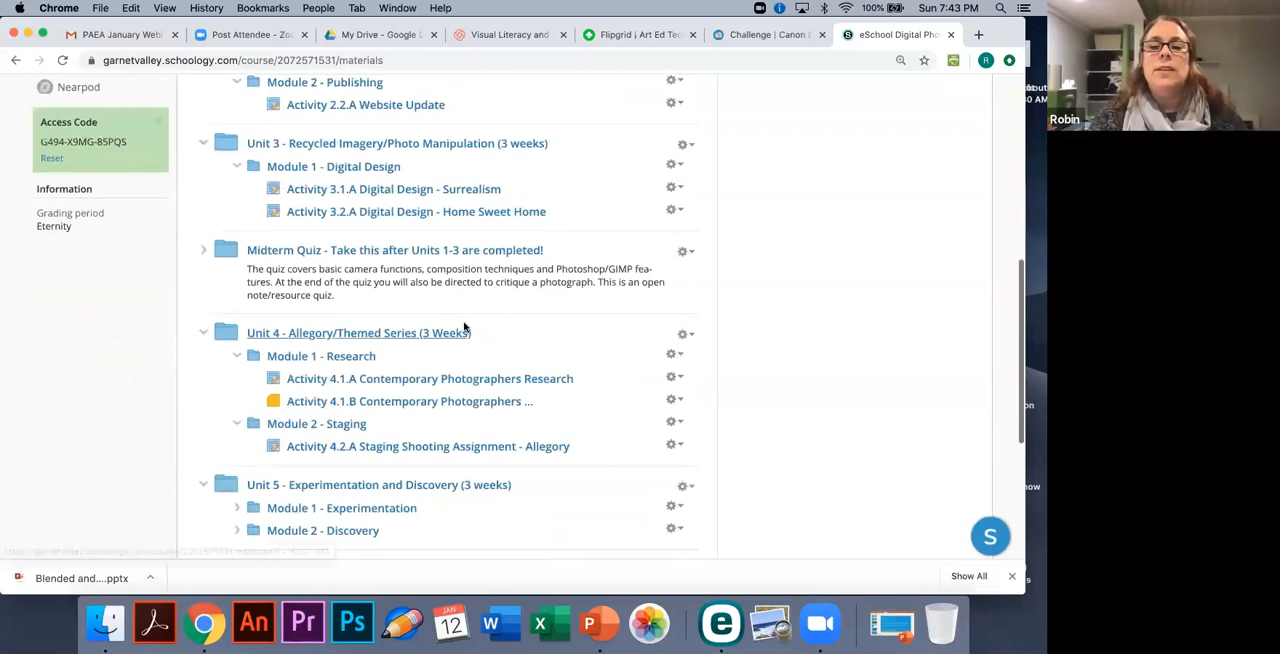 Chrome File Edit View History Bookmarks People Tab Window Help 100% Sun 7:43 PM
PAEA January Webi Post Attendee - Zoo My Drive - Google D Visual Literacy and Flipgrid | Art Ed Tec Challenge | Canon E eSchool Digital Pho
garnetvalley.schoology.com/course/2072571531/materials
Nearpod
Access Code
G494-X9MG-85PQS
Reset
Information
Grading period
Eternity
Module 2 - Publishing
Activity 2.2.A Website Update
Unit 3 - Recycled Imagery/Photo Manipulation (3 weeks)
Module 1 - Digital Design
Activity 3.1.A Digital Design - Surrealism
Activity 3.2.A Digital Design - Home Sweet Home
Midterm Quiz - Take this after Units 1-3 are completed!
The quiz covers basic camera functions, composition techniques and Photoshop/GIMP fea-
tures. At the end of the quiz you will also be directed to critique a photograph. This is an open
note/resource quiz.
Unit 4 - Allegory/Themed Series (3 Weeks)
Module 1 - Research
Activity 4.1.A Contemporary Photographers Research
Activity 4.1.B Contemporary Photographers ...
Module 2 - Staging
Activity 4.2.A Staging Shooting Assignment - Allegory
Unit 5 - Experimentation and Discovery (3 weeks)
Module 1 - Experimentation
Module 2 - Discovery
S
Blended and....pptx
Show All
An Pr Ps JAN 12 W X P e
Robin